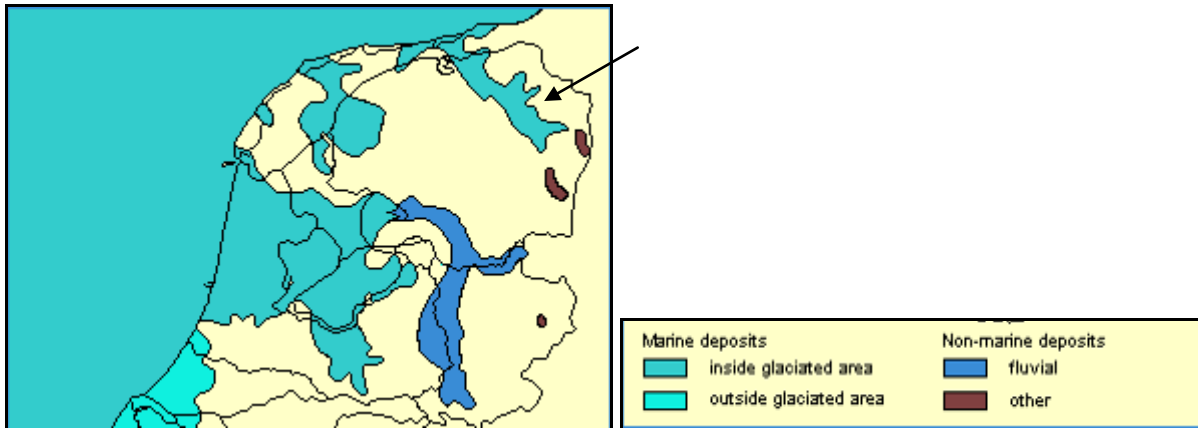 Marine deposits
inside glaciated area
outside glaciated area
Non-marine deposits
fluvial
other